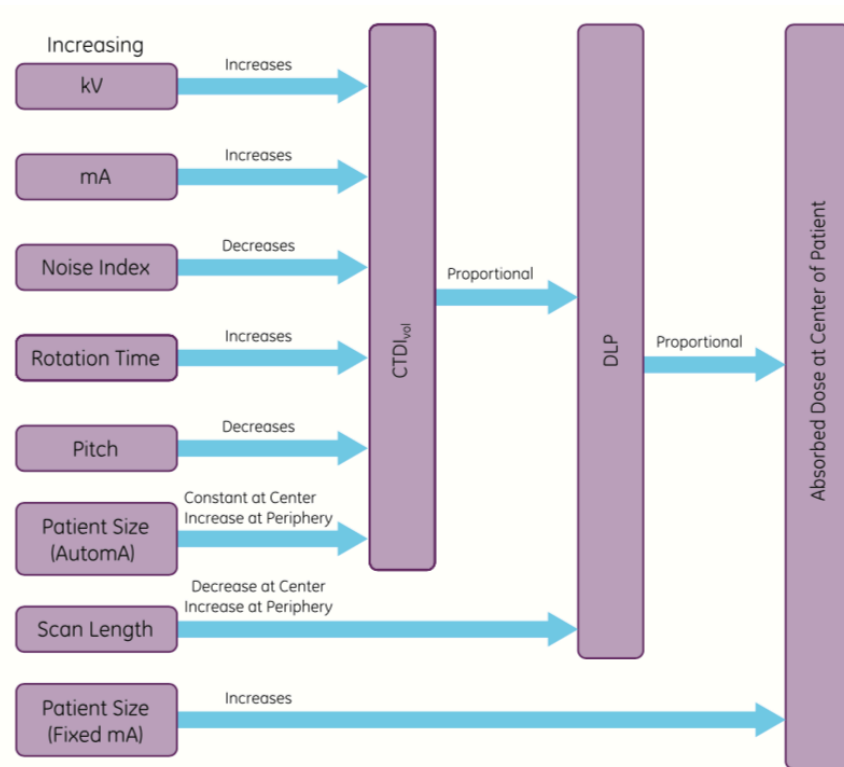 Increasing
kV
Increases
mA
Increases
Noise Index
Decreases
Rotation Time
Increases
Pitch
Decreases
Patient Size
(AutomA)
Constant at Center
Increase at Periphery
Scan Length
Decrease at Center
Increase at Periphery
Patient Size
(Fixed mA)
Increases
CTDIvol
Proportional
DLP
Proportional
Absorbed Dose at Center of Patient